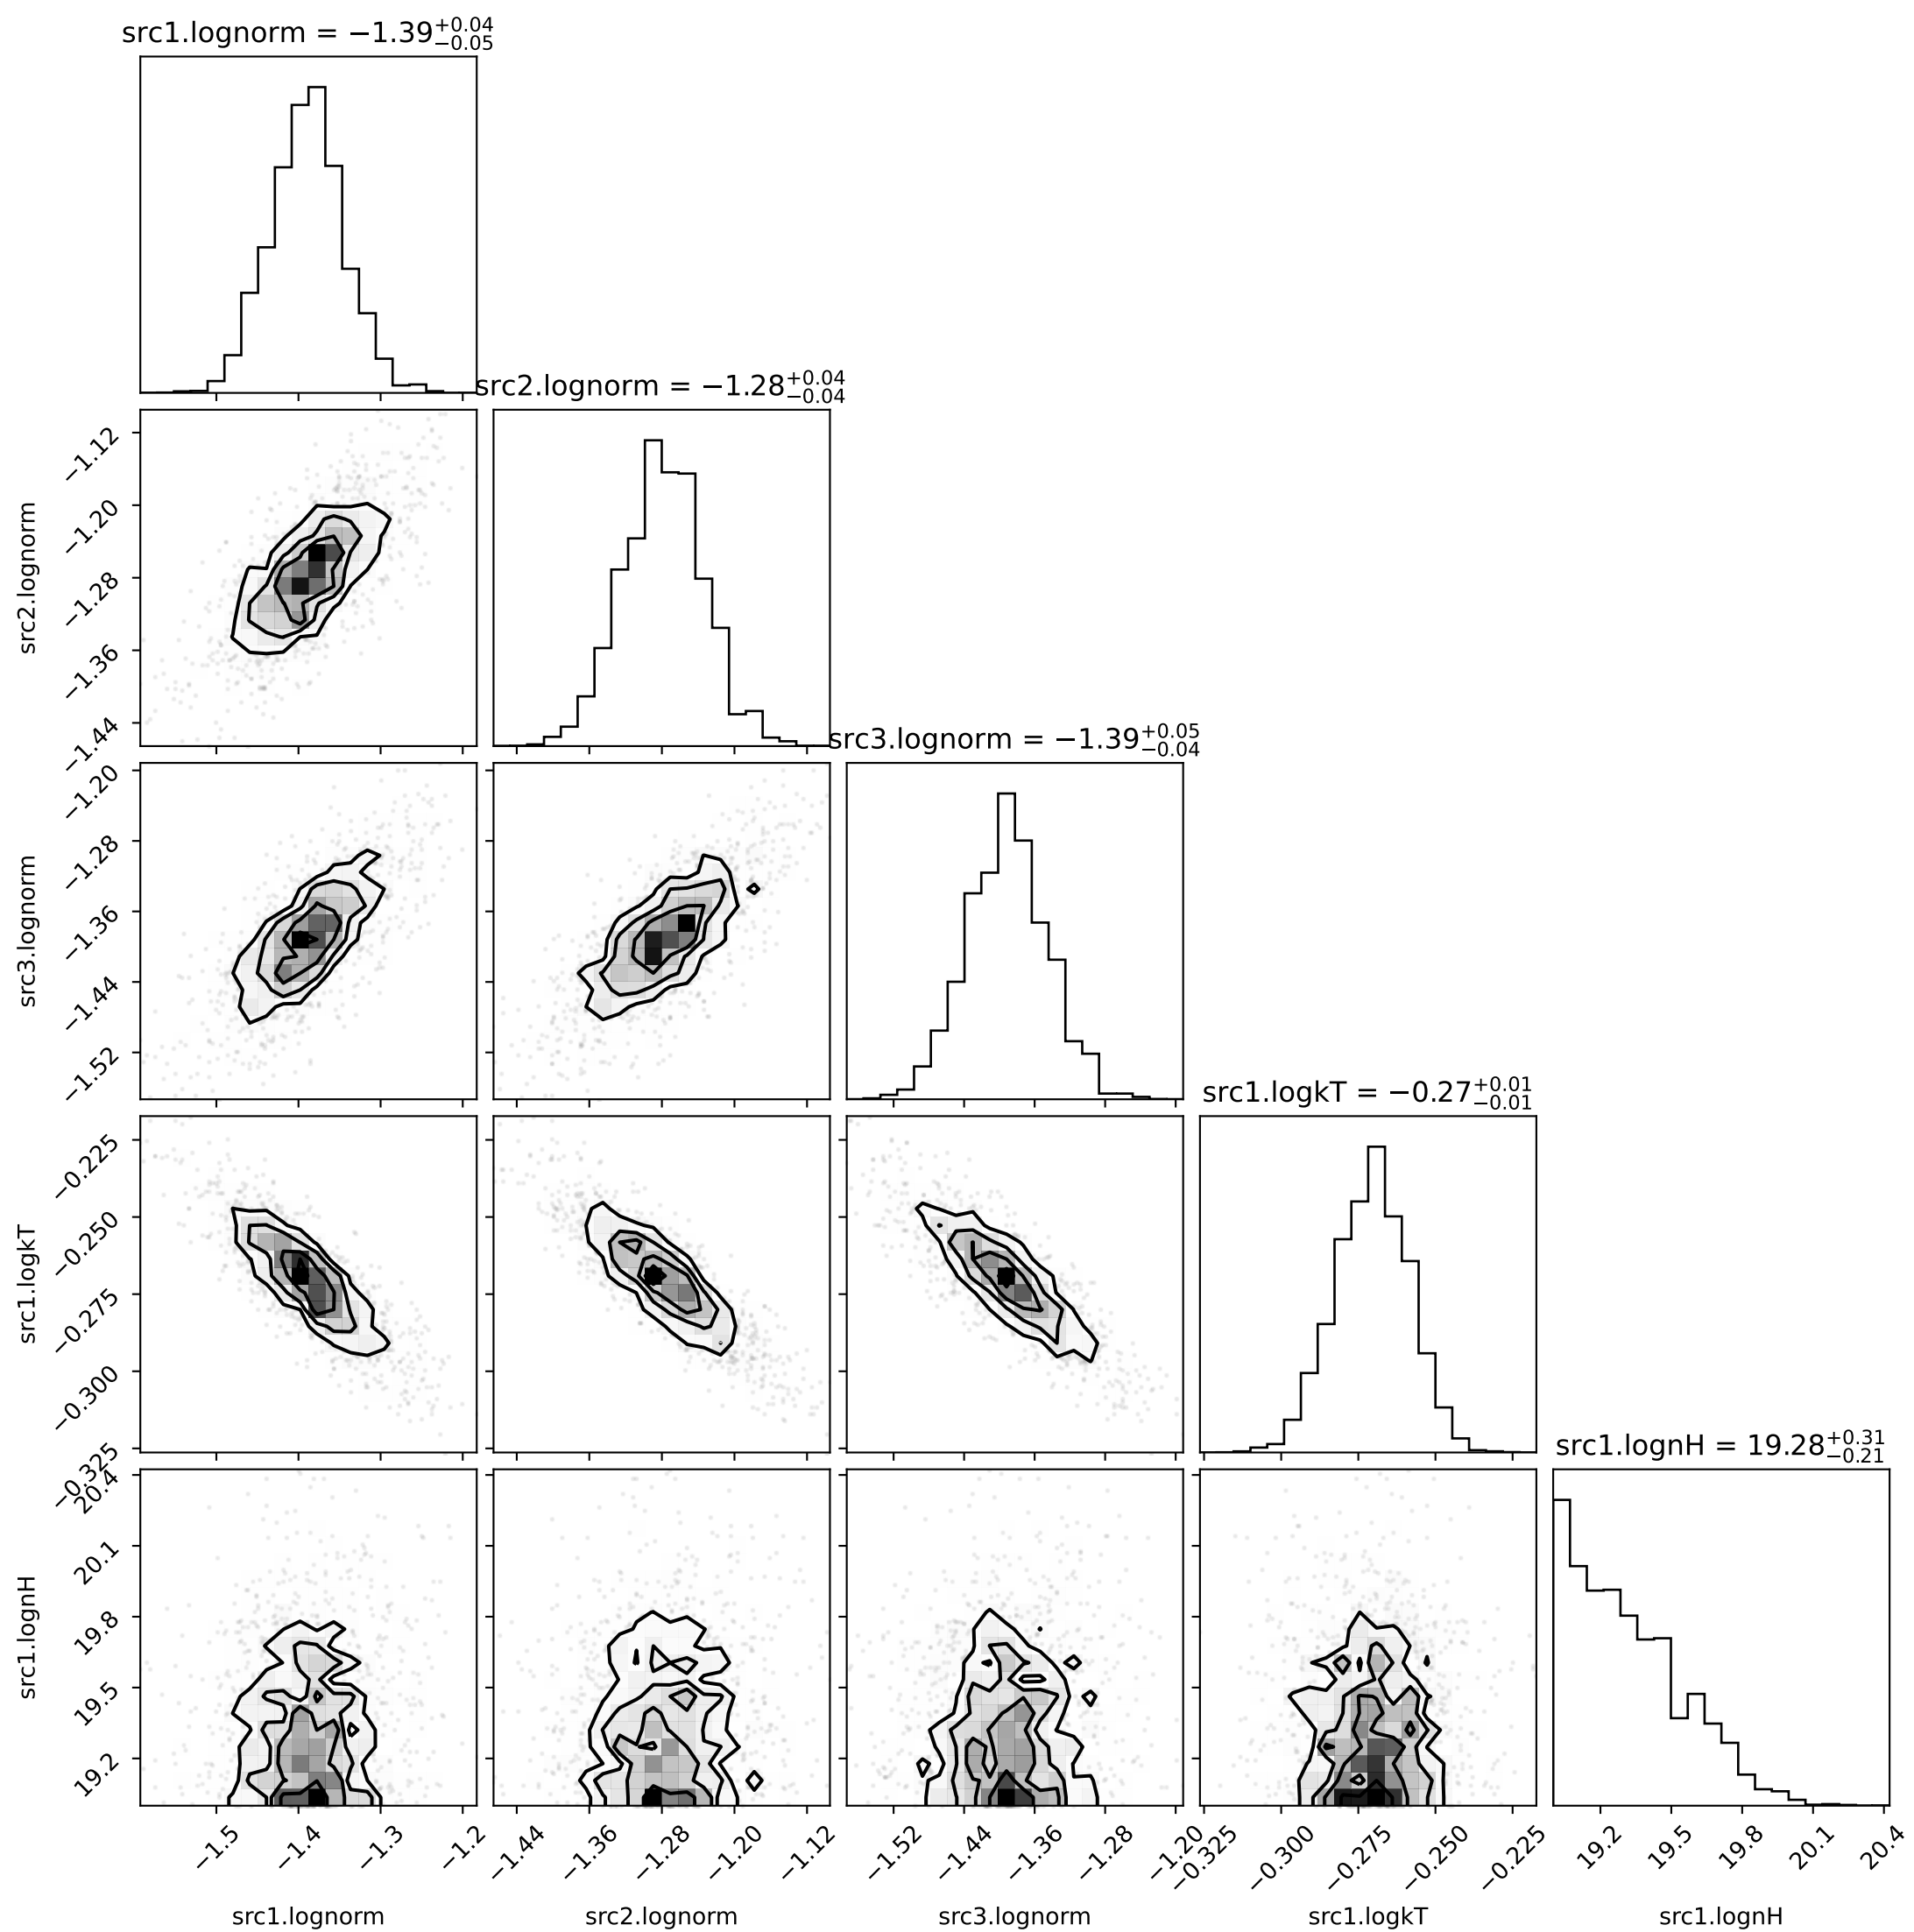 src1.lognorm = −1.39+0.04−0.05
src2.lognorm = −1.28+0.04−0.04
−1.12
−1.20
−1.28
−1.36
−1.44
src2.lognorm
src3.lognorm = −1.39+0.05−0.04
−1.20
−1.28
−1.36
−1.44
−1.52
src3.lognorm
src1.logkT = −0.27+0.01−0.01
−0.225
−0.250
−0.275
−0.300
−0.325
src1.logkT
src1.lognH = 19.28+0.31−0.21
20.4
20.1
19.8
19.5
19.2
src1.lognH
−1.5 −1.4 −1.3 −1.2
−1.44 −1.36 −1.28 −1.20 −1.12
−1.52 −1.44 −1.36 −1.28 −1.20
−0.325 −0.300 −0.275 −0.250 −0.225
19.2 19.5 19.8 20.1 20.4
src1.lognorm src2.lognorm src3.lognorm src1.logkT src1.lognH